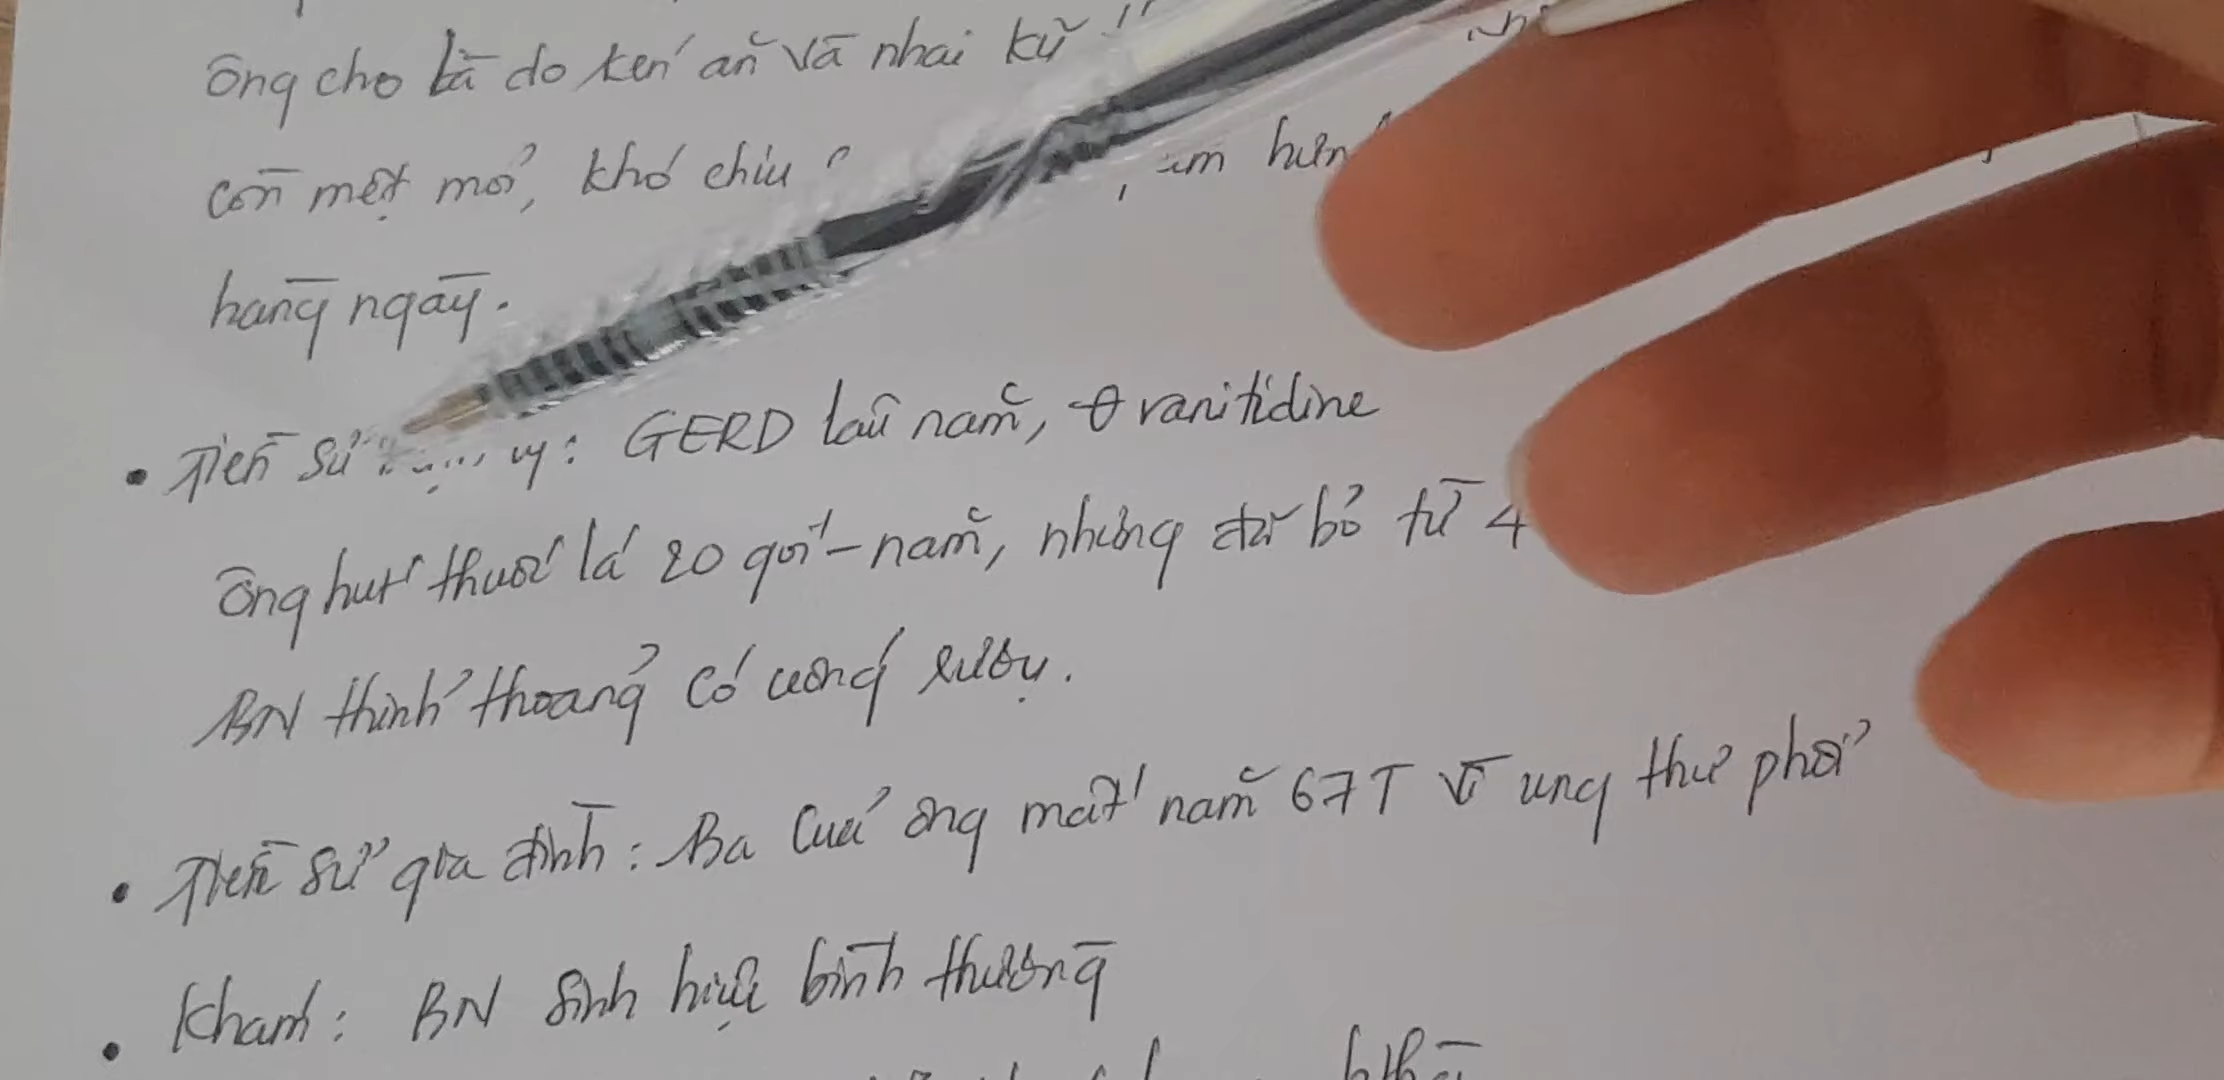 Ông cho là do kén ăn và nhai kỹ"
còn mệt mỏi, khó chịu
hàng ngày.
• Tiền sử : GERD lâu năm, θ ranitidine
Ông hút thuốc lá 20 gói-năm, nhưng đã bỏ từ 4
BN thỉnh thoảng có uống rượu.
• Tiền sử gia đình: Ba của ông mất năm 67T vì ung thư phổi
• Khám: BN sinh hiệu bình thường